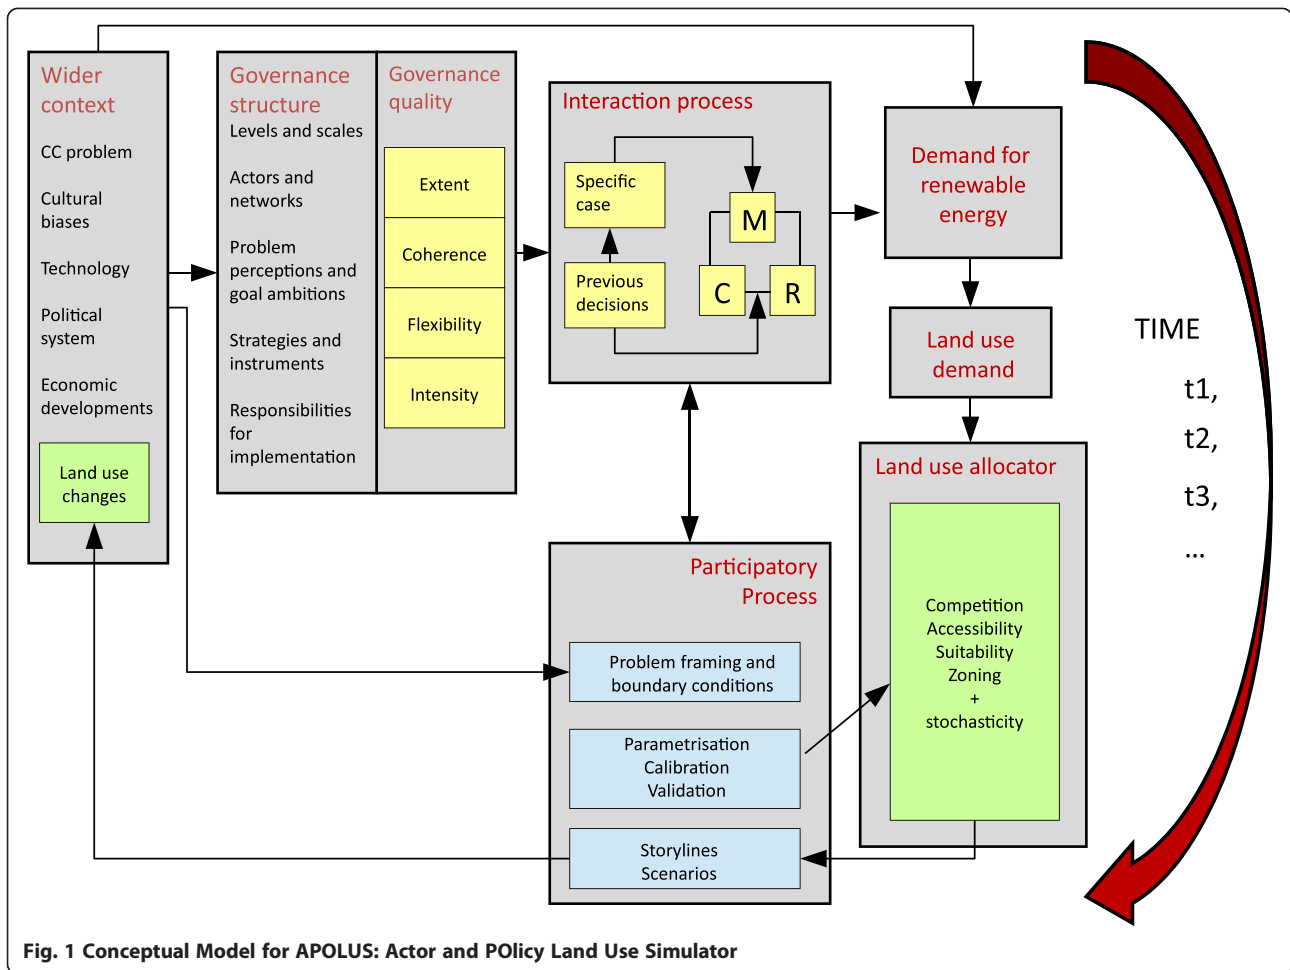 Wider
context
CC problem
Cultural
biases
Technology
Political
system
Economic
developments
Land use
changes
Governance
structure
Levels and scales
Actors and
networks
Problem
perceptions and
goal ambitions
Strategies and
instruments
Responsibilities
for
implementation
Governance
quality
Extent
Coherence
Flexibility
Intensity
Interaction process
Specific
case
Previous
decisions
M
C
R
Demand for
renewable
energy
Land use
demand
Land use allocator
Competition
Accessibility
Suitability
Zoning
+
stochasticity
Participatory
Process
Problem framing and
boundary conditions
Parametrisation
Calibration
Validation
Storylines
Scenarios
TIME
t1,
t2,
t3,
...
Fig. 1 Conceptual Model for APOLUS: Actor and POlicy Land Use Simulator